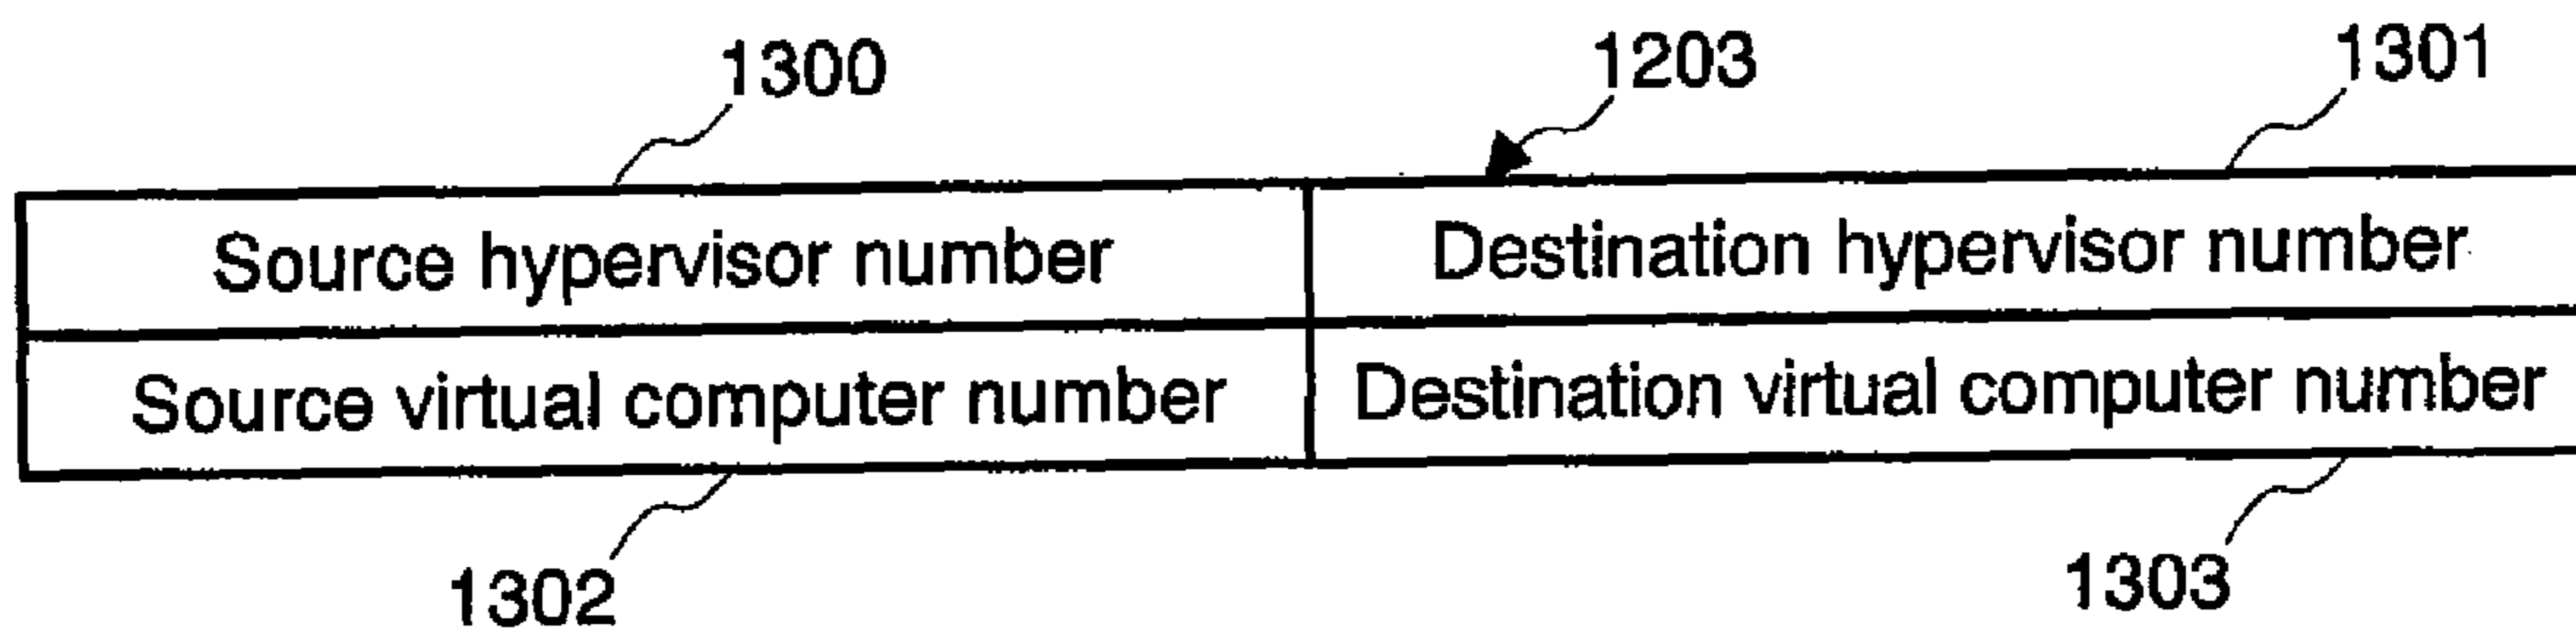 1300 1203 1301
Source hypervisor number Destination hypervisor number
Source virtual computer number Destination virtual computer number
1302 1303